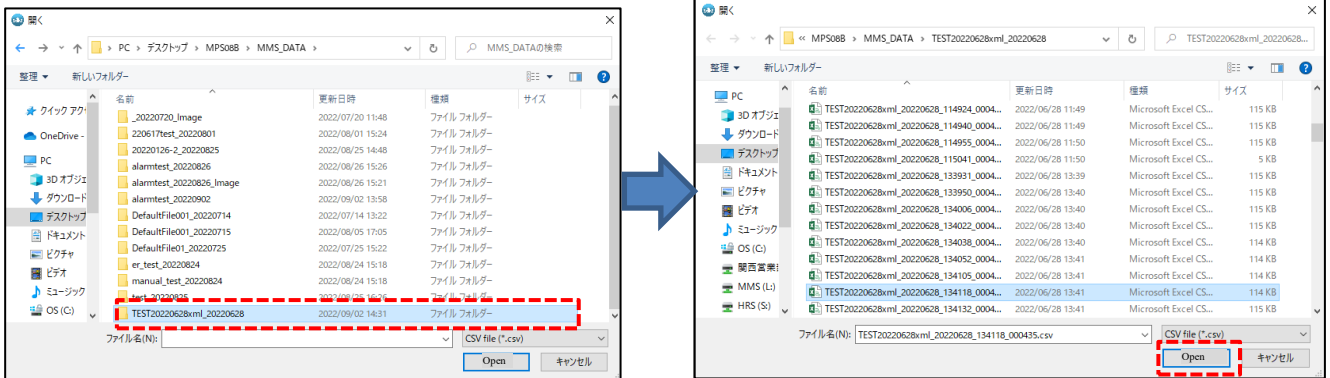 開く
PC › デスクトップ › MPS08B › MMS_DATA ›
MMS_DATAの検索
整理 新しいフォルダー
名前 更新日時 種類 サイズ
クイック アク
OneDrive -
PC
3D オブジェ
ダウンロード
デスクトップ
ドキュメント
ピクチャ
ビデオ
ミュージック
OS (C:)
_20220720_Image 2022/07/20 11:48 ファイル フォルダー
220617test_20220801 2022/08/01 15:24 ファイル フォルダー
20220126-2_20220825 2022/08/25 14:48 ファイル フォルダー
alarmtest_20220826 2022/08/26 15:26 ファイル フォルダー
alarmtest_20220826_Image 2022/08/26 15:21 ファイル フォルダー
alarmtest_20220902 2022/09/02 13:58 ファイル フォルダー
DefaultFile001_20220714 2022/07/14 13:22 ファイル フォルダー
DefaultFile001_20220715 2022/08/05 17:05 ファイル フォルダー
DefaultFile01_20220725 2022/07/25 15:22 ファイル フォルダー
er_test_20220824 2022/08/24 15:18 ファイル フォルダー
manual_test_20220824 2022/08/24 15:18 ファイル フォルダー
test_20220825 2022/08/25 16:26 ファイル フォルダー
TEST20220628xml_20220628 2022/09/02 14:31 ファイル フォルダー
ファイル名(N):
CSV file (*.csv)
Open キャンセル
開く
« MPS08B › MMS_DATA › TEST20220628xml_20220628
TEST20220628xml_20220628...
整理 新しいフォルダー
名前 更新日時 種類 サイズ
PC
3D オブジェ
ダウンロード
デスクトップ
ドキュメント
ピクチャ
ビデオ
ミュージック
OS (C:)
関西営業
MMS (L:)
HRS (S:)
TEST20220628xml_20220628_114924_0004... 2022/06/28 11:49 Microsoft Excel CS... 115 KB
TEST20220628xml_20220628_114940_0004... 2022/06/28 11:49 Microsoft Excel CS... 115 KB
TEST20220628xml_20220628_114955_0004... 2022/06/28 11:50 Microsoft Excel CS... 115 KB
TEST20220628xml_20220628_115041_0004... 2022/06/28 11:50 Microsoft Excel CS... 5 KB
TEST20220628xml_20220628_133931_0004... 2022/06/28 13:39 Microsoft Excel CS... 115 KB
TEST20220628xml_20220628_133950_0004... 2022/06/28 13:40 Microsoft Excel CS... 115 KB
TEST20220628xml_20220628_134006_0004... 2022/06/28 13:40 Microsoft Excel CS... 115 KB
TEST20220628xml_20220628_134022_0004... 2022/06/28 13:40 Microsoft Excel CS... 115 KB
TEST20220628xml_20220628_134038_0004... 2022/06/28 13:40 Microsoft Excel CS... 114 KB
TEST20220628xml_20220628_134052_0004... 2022/06/28 13:41 Microsoft Excel CS... 114 KB
TEST20220628xml_20220628_134105_0004... 2022/06/28 13:41 Microsoft Excel CS... 114 KB
TEST20220628xml_20220628_134118_0004... 2022/06/28 13:41 Microsoft Excel CS... 114 KB
TEST20220628xml_20220628_134132_0004... 2022/06/28 13:41 Microsoft Excel CS... 115 KB
ファイル名(N): TEST20220628xml_20220628_134118_000435.csv
CSV file (*.csv)
Open キャンセル